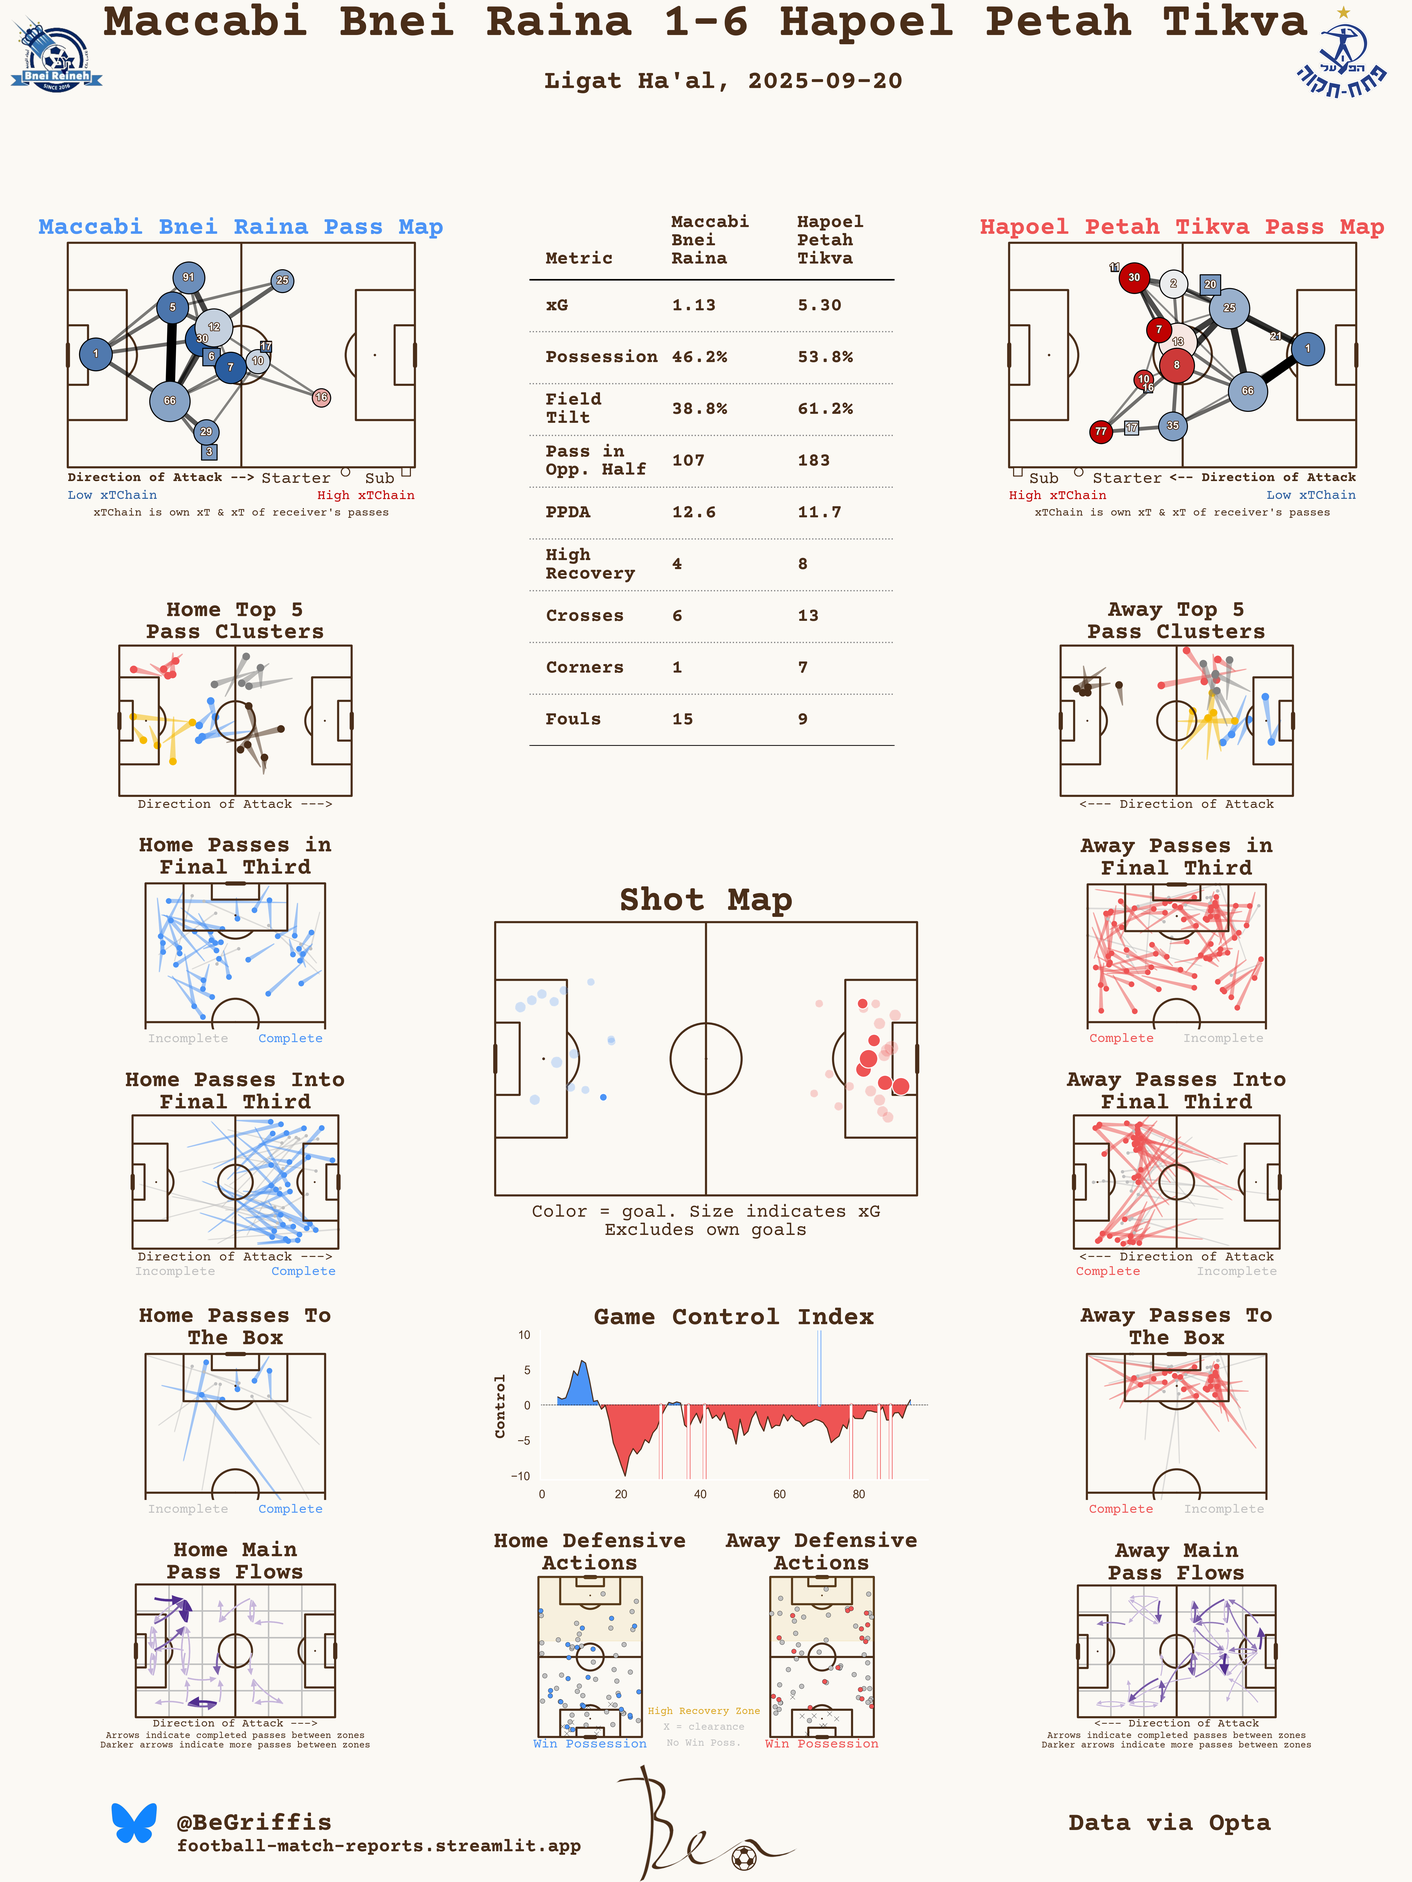 Maccabi Bnei Raina 1-6 Hapoel Petah Tikva
Ligat Ha'al, 2025-09-20
Bnei Reineh
SINCE 2016
הפועל
פתח-תקוה
Maccabi Bnei Raina Pass Map
91
25
5
12
30
1
6
17
10
7
16
66
29
3
Direction of Attack --> Starter Sub
Low xTChain High xTChain
xTChain is own xT & xT of receiver's passes
Metric Maccabi Bnei Raina Hapoel Petah Tikva
xG 1.13 5.30
Possession 46.2% 53.8%
Field Tilt 38.8% 61.2%
Pass in Opp. Half 107 183
PPDA 12.6 11.7
High Recovery 4 8
Crosses 6 13
Corners 1 7
Fouls 15 9
Hapoel Petah Tikva Pass Map
11
30
2
20
25
7
13
21
1
8
10
16
66
77
17
35
Sub Starter <-- Direction of Attack
High xTChain Low xTChain
xTChain is own xT & xT of receiver's passes
Home Top 5
Pass Clusters
Direction of Attack --->
Away Top 5
Pass Clusters
<--- Direction of Attack
Home Passes in
Final Third
Incomplete Complete
Away Passes in
Final Third
Complete Incomplete
Shot Map
Color = goal. Size indicates xG
Excludes own goals
Home Passes Into
Final Third
Direction of Attack --->
Incomplete Complete
Away Passes Into
Final Third
<--- Direction of Attack
Complete Incomplete
Home Passes To
The Box
Incomplete Complete
Game Control Index
Control
10
5
0
−5
−10
0 20 40 60 80
Away Passes To
The Box
Complete Incomplete
Home Main
Pass Flows
Direction of Attack --->
Arrows indicate completed passes between zones
Darker arrows indicate more passes between zones
Home Defensive
Actions
Win Possession
Away Defensive
Actions
Win Possession
High Recovery Zone
X = clearance
No Win Poss.
Away Main
Pass Flows
<--- Direction of Attack
Arrows indicate completed passes between zones
Darker arrows indicate more passes between zones
@BeGriffis
football-match-reports.streamlit.app
Ben
Data via Opta